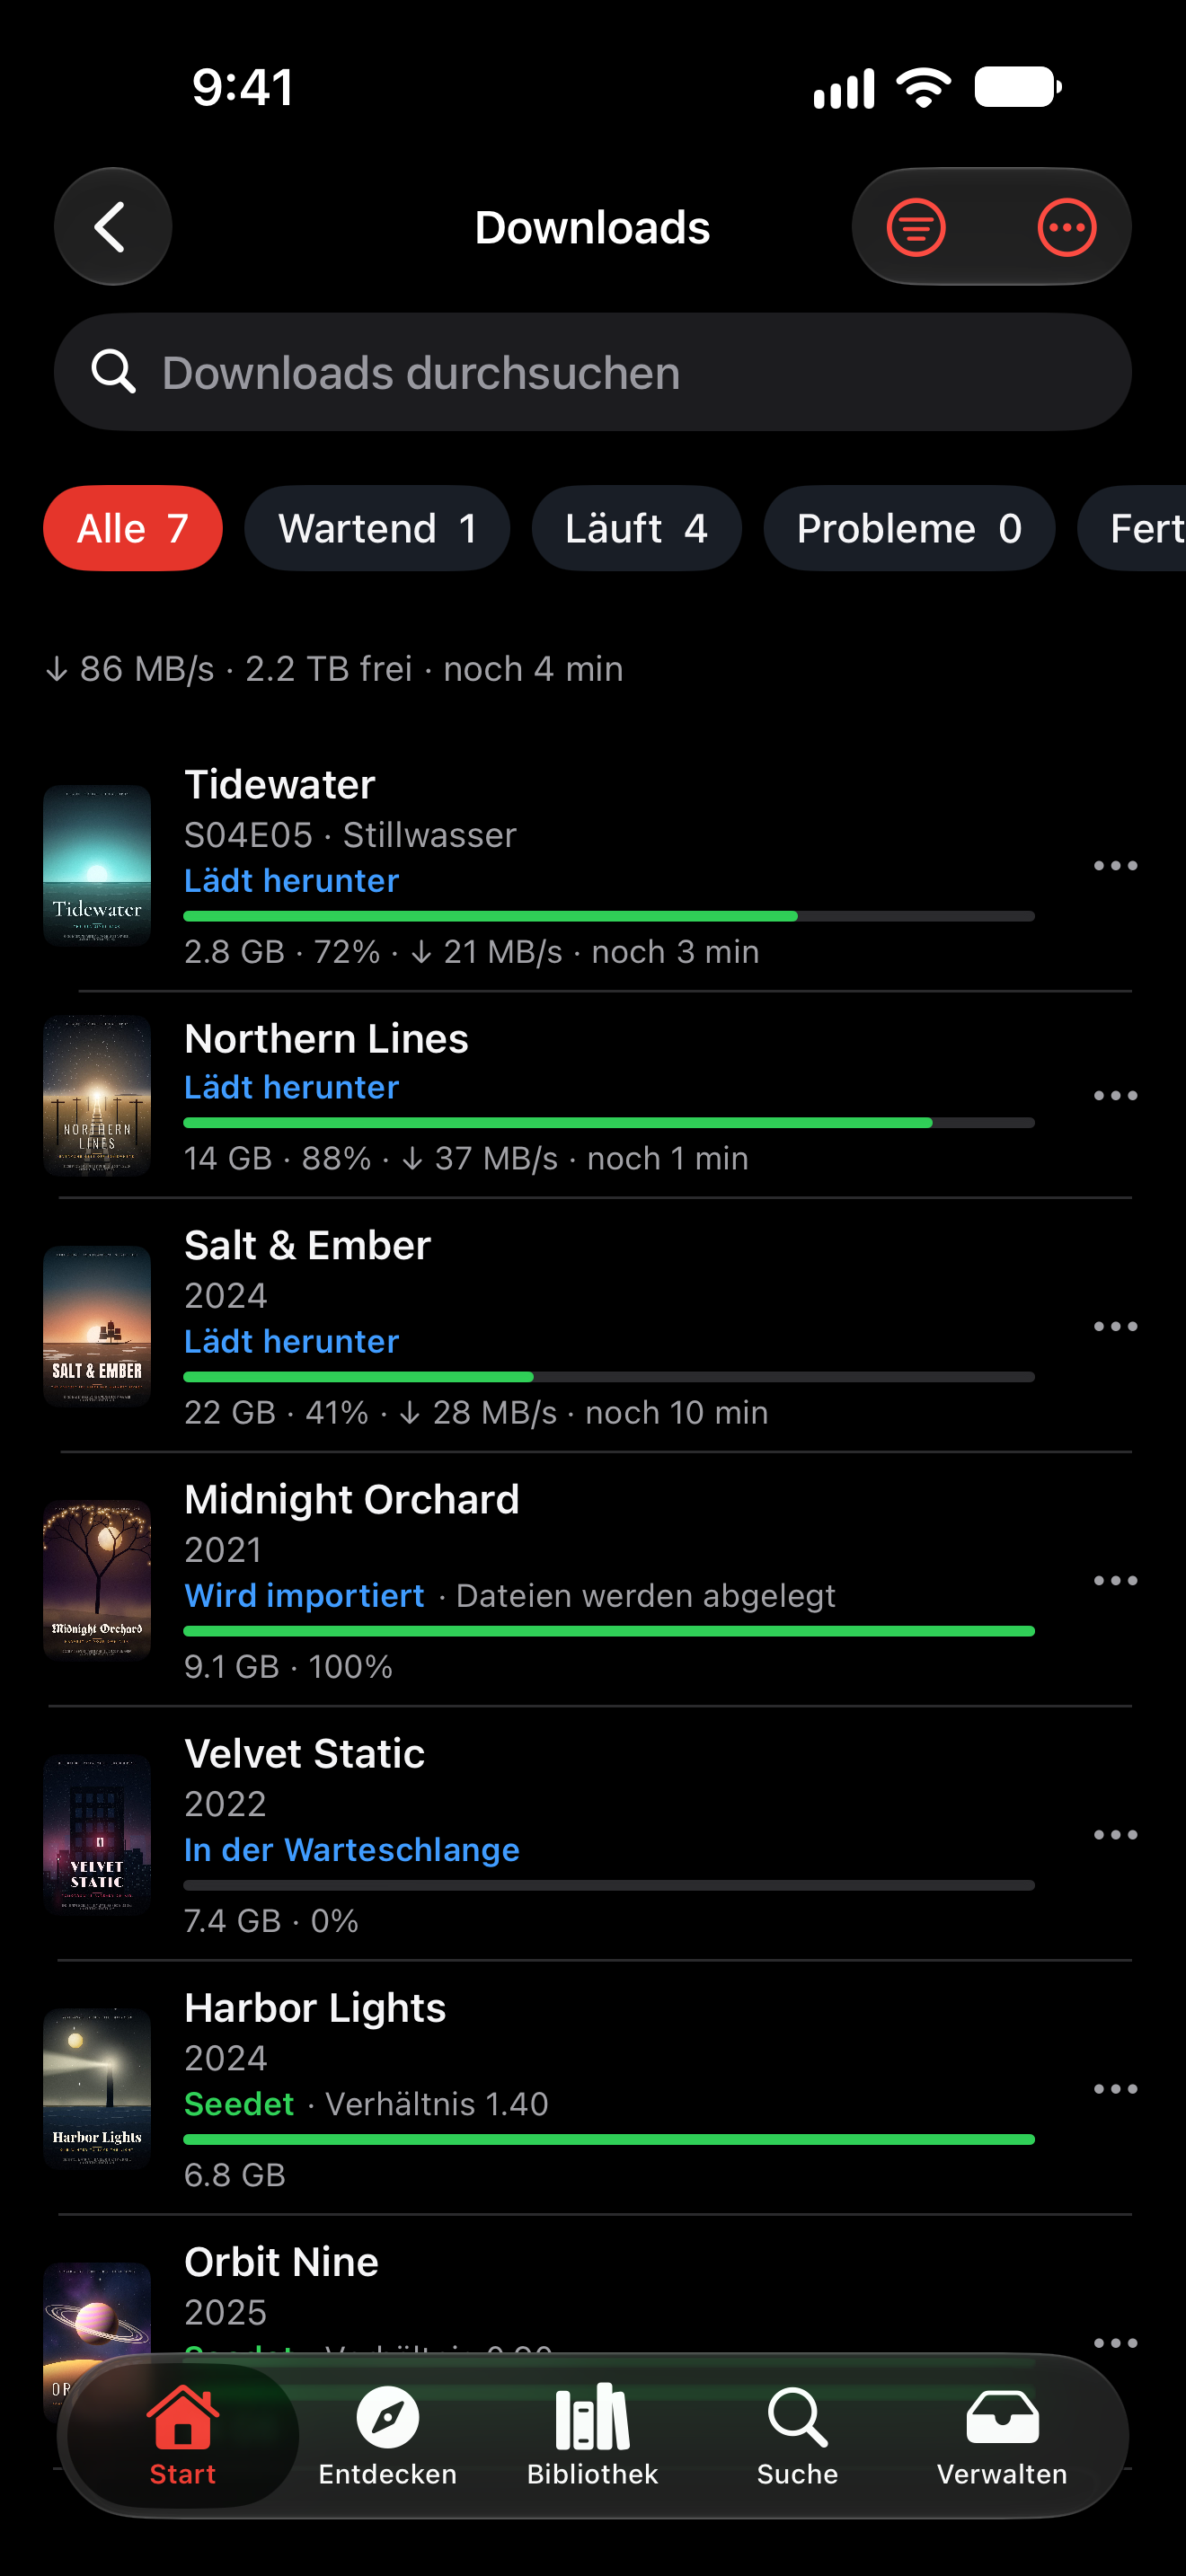 9:41
Downloads
Downloads durchsuchen
Alle 7
Wartend 1
Läuft 4
Probleme 0
Fert
↓ 86 MB/s · 2.2 TB frei · noch 4 min
Tidewater
S04E05 · Stillwasser
Lädt herunter
2.8 GB · 72% · ↓ 21 MB/s · noch 3 min
Tidewater
Northern Lines
Lädt herunter
14 GB · 88% · ↓ 37 MB/s · noch 1 min
NORTHERN
LINES
Salt & Ember
2024
Lädt herunter
22 GB · 41% · ↓ 28 MB/s · noch 10 min
SALT & EMBER
Midnight Orchard
2021
Wird importiert · Dateien werden abgelegt
9.1 GB · 100%
Midnight Orchard
Velvet Static
2022
In der Warteschlange
7.4 GB · 0%
VELVET
STATIC
Harbor Lights
2024
Seedet · Verhältnis 1.40
6.8 GB
Harbor Lights
Orbit Nine
2025
Seedet · Verhältnis
Start
Entdecken
Bibliothek
Suche
Verwalten